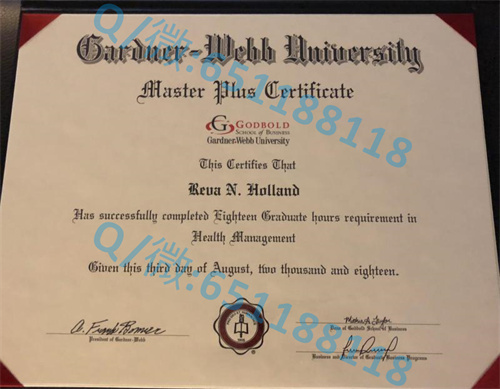 Gardner-Webb University
Master Plus Certificate
GODBOLD
SCHOOL of BUSINESS
Gardner-Webb University
This Certifies That
Reva N. Holland
Has successfully completed Eighteen Graduate hours requirement in
Health Management
Given this third day of August, two thousand and eighteen.
President of Gardner-Webb
Dean of Godbold School of Business
Q/微:651188118
Q/微:651188118